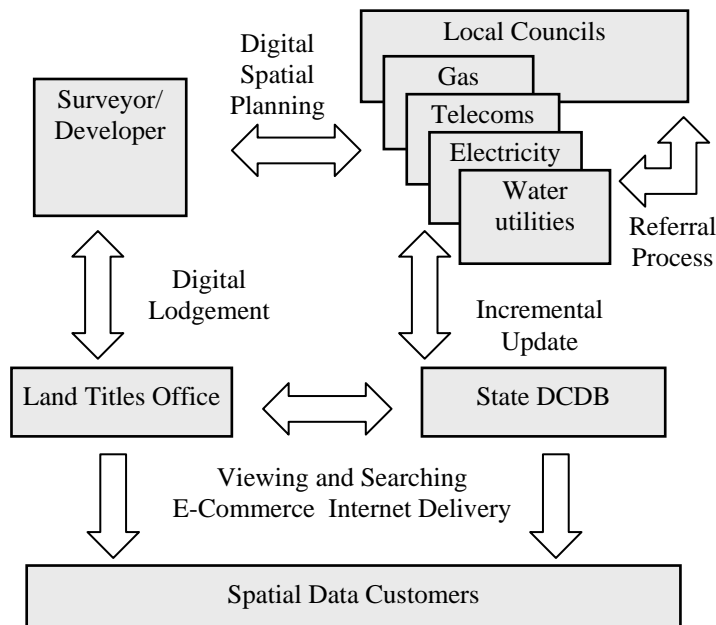 Local Councils
Digital
Spatial
Planning
Gas
Surveyor/
Developer
Telecoms
Electricity
Water
utilities
Referral
Process
Digital
Lodgement
Incremental
Update
Land Titles Office
State DCDB
Viewing and Searching
E-Commerce Internet Delivery
Spatial Data Customers